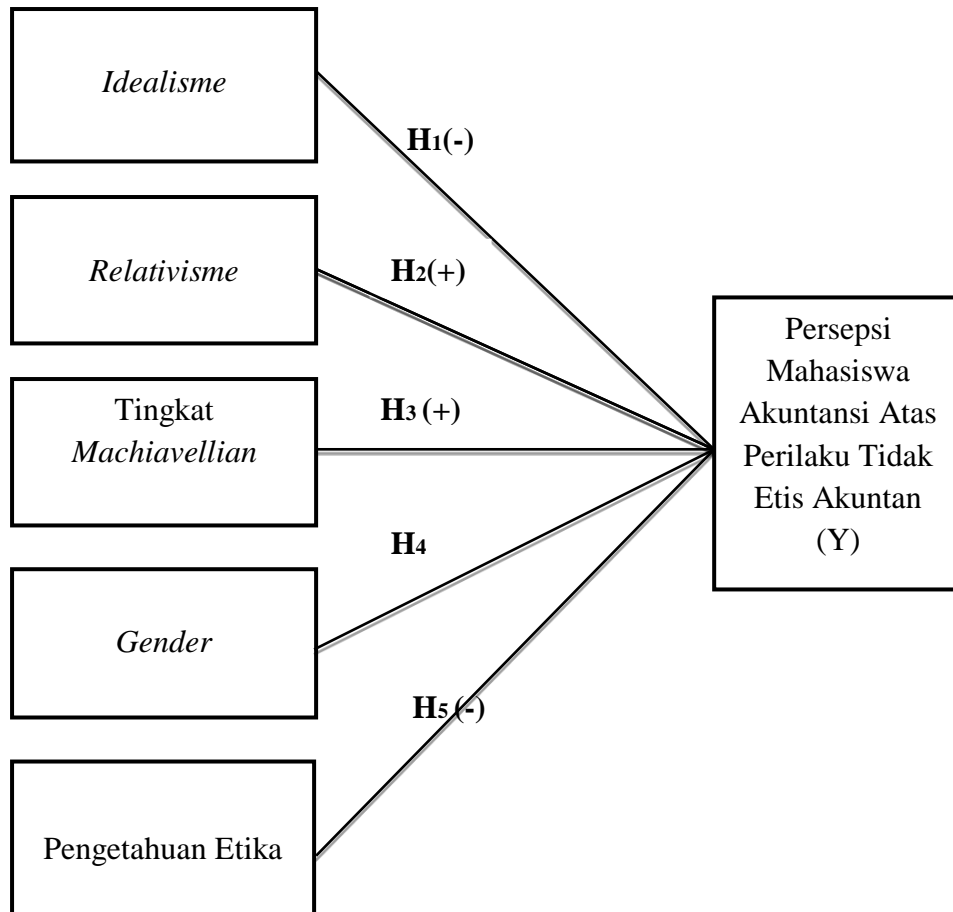 Idealisme
H1(-)
Relativisme
H2(+)
Tingkat
Machiavellian
H3 (+)
Gender
H4
Pengetahuan Etika
H5 (-)
Persepsi
Mahasiswa
Akuntansi Atas
Perilaku Tidak
Etis Akuntan
(Y)